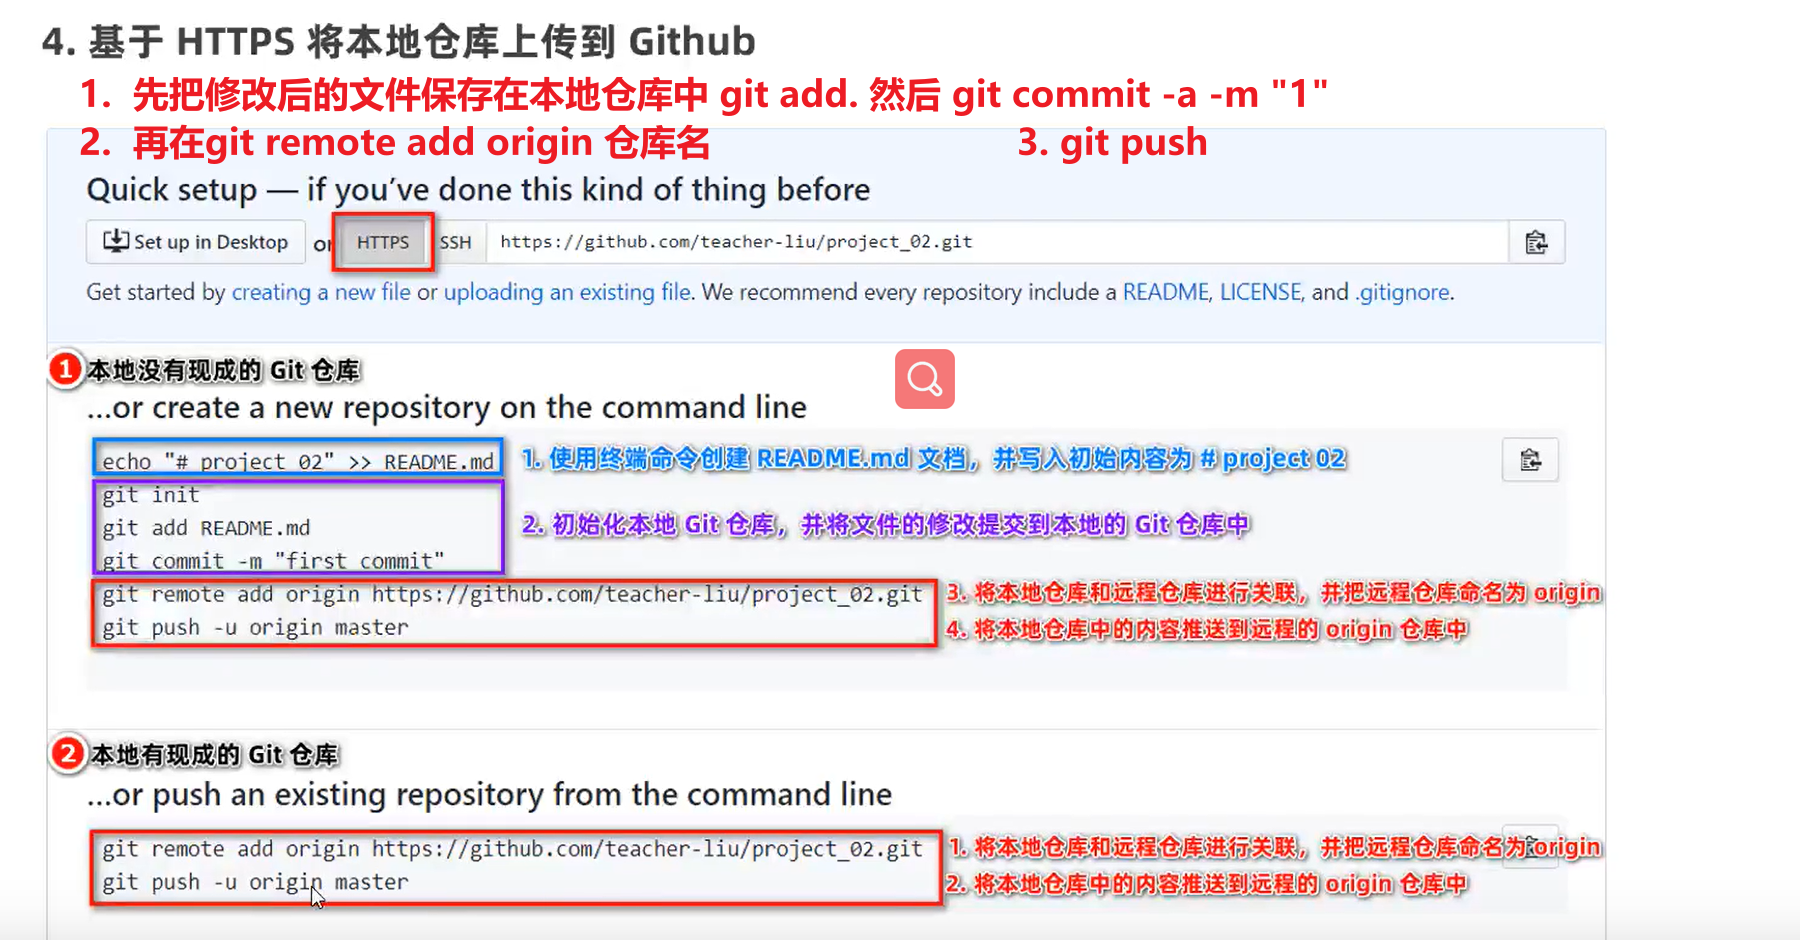 4. 基于 HTTPS 将本地仓库上传到 Github
1. 先把修改后的文件保存在本地仓库中 git add. 然后 git commit -a -m "1"
2. 再在git remote add origin 仓库名 3. git push
Quick setup — if you’ve done this kind of thing before
Set up in Desktop or HTTPS SSH https://github.com/teacher-liu/project_02.git
Get started by creating a new file or uploading an existing file. We recommend every repository include a README, LICENSE, and .gitignore.
1 本地没有现成的 Git 仓库
...or create a new repository on the command line
echo "# project_02" >> README.md 1. 使用终端命令创建 README.md 文档，并写入初始内容为 # project 02
git init
git add README.md 2. 初始化本地 Git 仓库，并将文件的修改提交到本地的 Git 仓库中
git commit -m "first commit"
git remote add origin https://github.com/teacher-liu/project_02.git 3. 将本地仓库和远程仓库进行关联，并把远程仓库命名为 origin
git push -u origin master 4. 将本地仓库中的内容推送到远程的 origin 仓库中
2 本地有现成的 Git 仓库
...or push an existing repository from the command line
git remote add origin https://github.com/teacher-liu/project_02.git 1. 将本地仓库和远程仓库进行关联，并把远程仓库命名为 origin
git push -u origin master 2. 将本地仓库中的内容推送到远程的 origin 仓库中